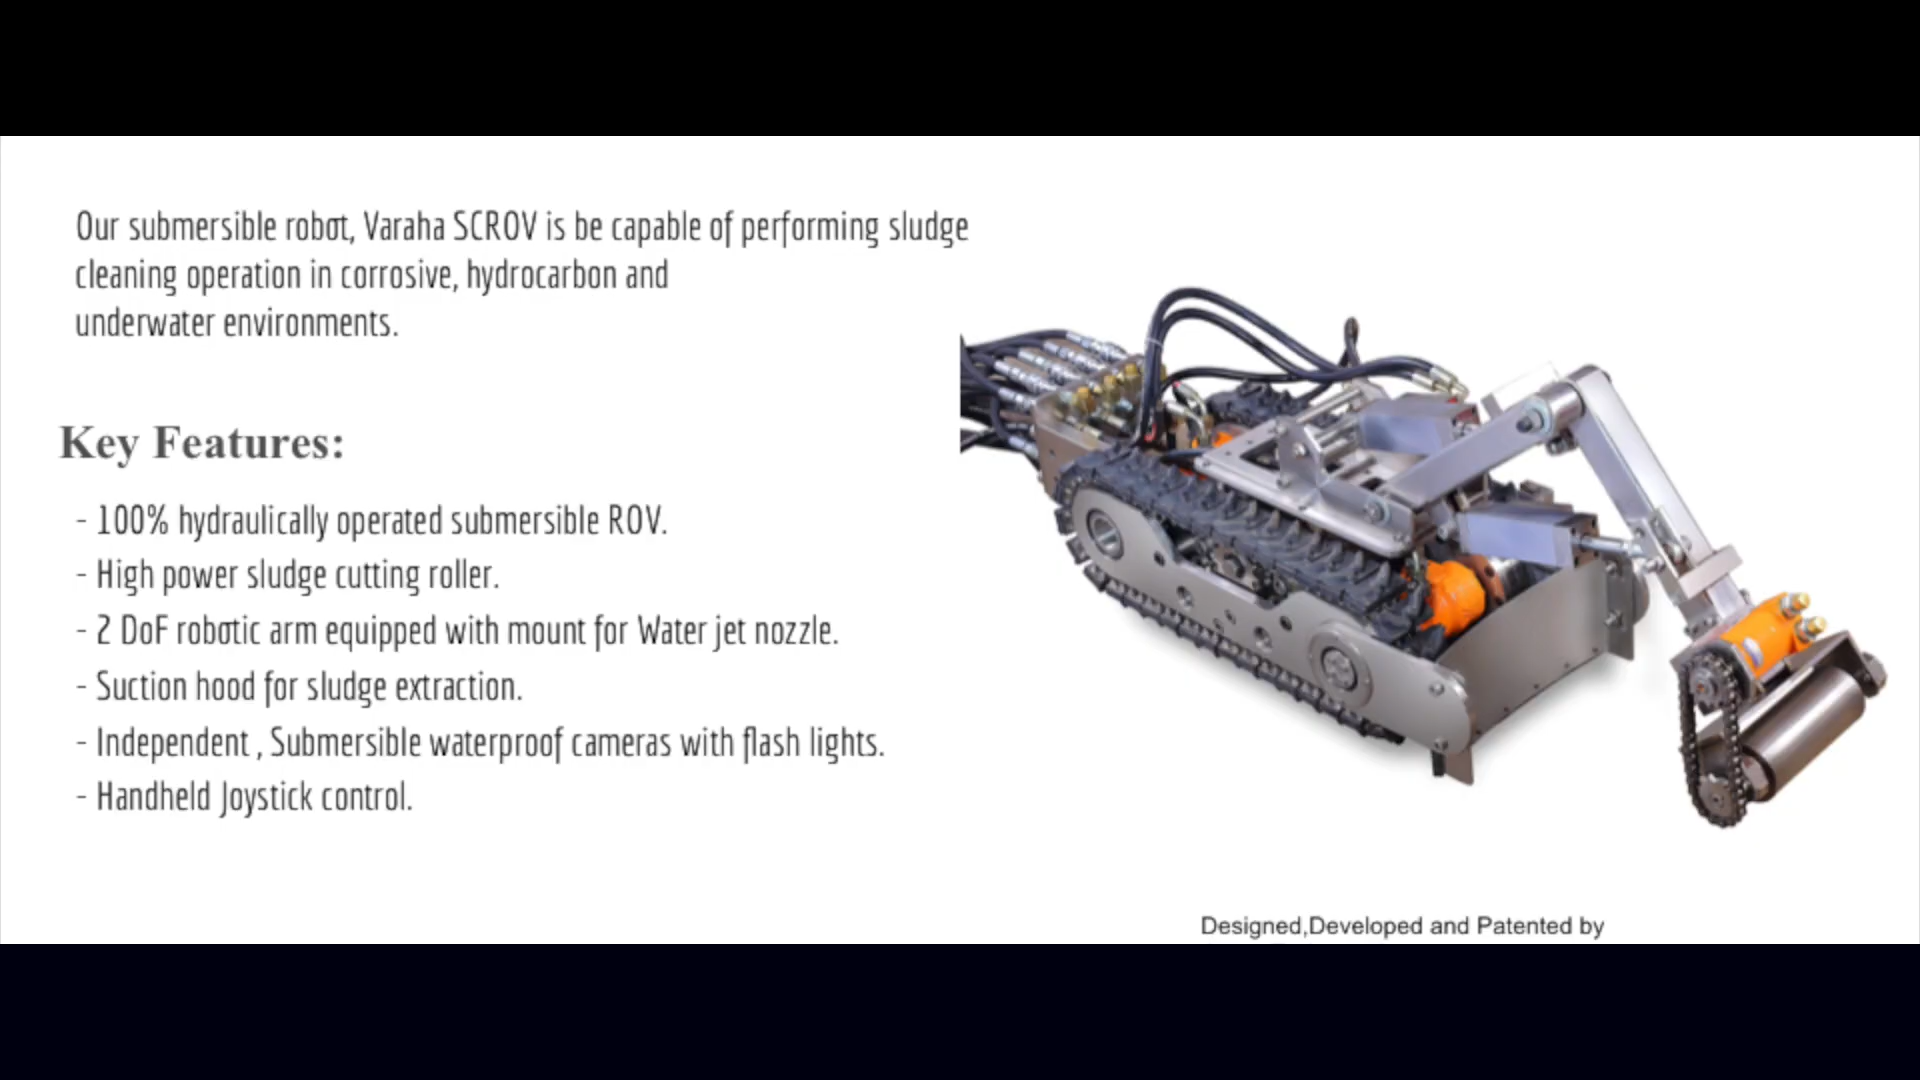 Our submersible robot, Varaha SCROV is be capable of performing sludge
cleaning operation in corrosive, hydrocarbon and
underwater environments.
Key Features:
- 100% hydraulically operated submersible ROV.
- High power sludge cutting roller.
- 2 DoF robotic arm equipped with mount for Water jet nozzle.
- Suction hood for sludge extraction.
- Independent , Submersible waterproof cameras with flash lights.
- Handheld Joystick control.
Designed,Developed and Patented by